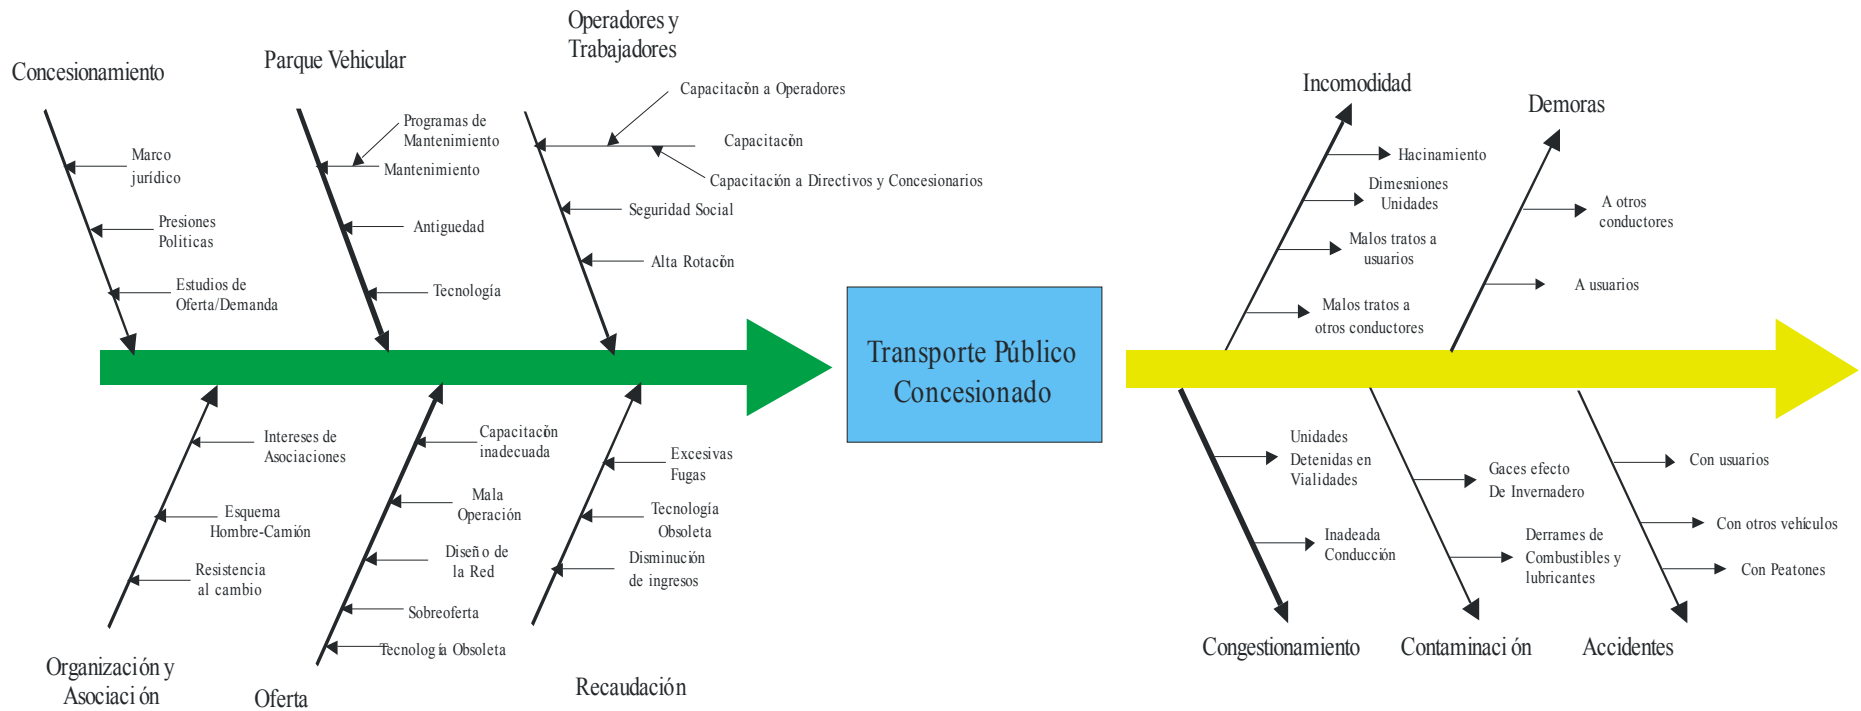 Concesionamiento
Marco
jurídico
Presiones
Politicas
Estudios de
Oferta/Demanda
Parque Vehicular
Programas de
Mantenimiento
Mantenimiento
Antiguedad
Tecnología
Operadores y
Trabajadores
Capacitación a Operadores
Capacitación
Capacitación a Directivos y Concesionarios
Seguridad Social
Alta Rotación
Organización y
Asociación
Intereses de
Asociaciones
Esquema
Hombre-Camión
Resistencia
al cambio
Oferta
Capacitación
inadecuada
Mala
Operación
Diseño de
la Red
Sobreoferta
Tecnología Obsoleta
Recaudación
Excesivas
Fugas
Tecnología
Obsoleta
Disminución
de ingresos
Transporte Público
Concesionado
Incomodidad
Hacinamiento
Dimesniones
Unidades
Malos tratos a
usuarios
Malos tratos a
otros conductores
Demoras
A otros
conductores
A usuarios
Congestionamiento
Unidades
Detenidas en
Vialidades
Inadeada
Conducción
Contaminación
Gaces efecto
De Invernadero
Derrames de
Combustibles y
lubricantes
Accidentes
Con usuarios
Con otros vehículos
Con Peatones